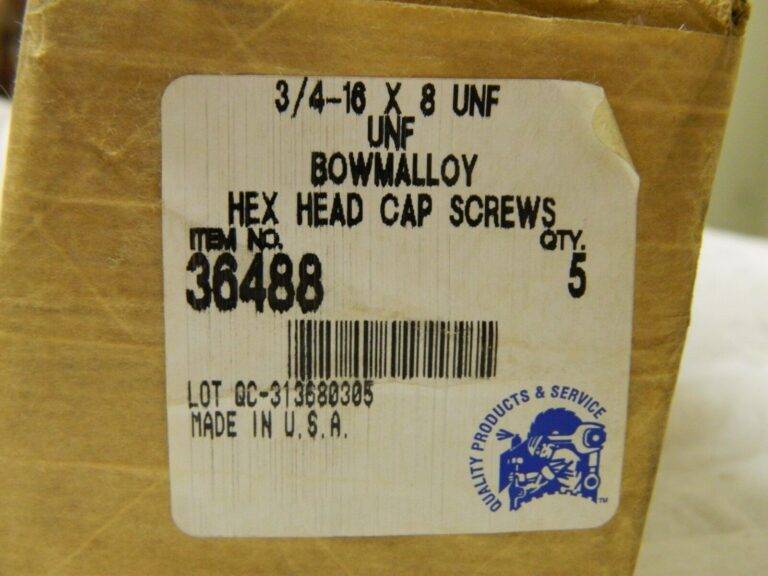 3/4-16 X 8 UNF
UNF
BOWMALLOY
HEX HEAD CAP SCREWS
ITEM NO. QTY.
36488 5
LOT QC-313680305
MADE IN U.S.A.
QUALITY PRODUCTS & SERVICE
TM